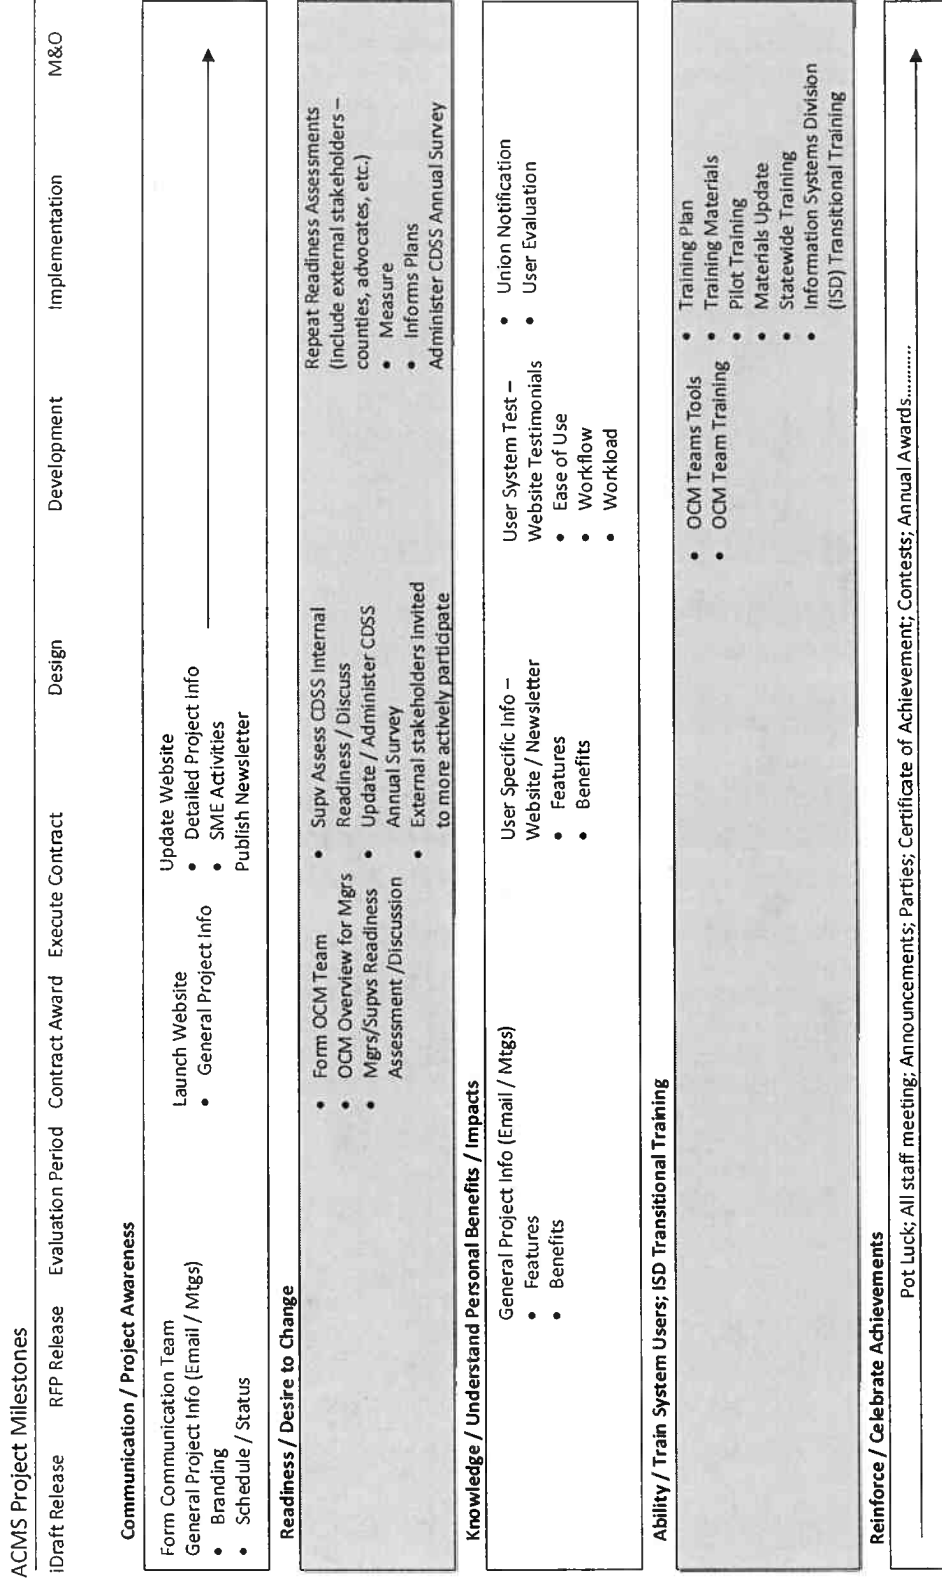 ACMS Project Milestones
iDraft Release RFP Release Evaluation Period Contract Award Execute Contract Design Development Implementation M&O
Communication / Project Awareness
Form Communication Team
General Project Info (Email / Mtgs)
• Branding
• Schedule / Status
Launch Website
• General Project Info
Update Website
• Detailed Project Info
• SME Activities
Publish Newsletter
Readiness / Desire to Change
• Form OCM Team
• OCM Overview for Mgrs
• Mgrs/Supvs Readiness
Assessment /Discussion
• Supv Assess CDSS Internal
Readiness / Discuss
• Update / Administer CDSS
Annual Survey
• External stakeholders Invited
to more actively participate
Repeat Readiness Assessments
(Include external stakeholders –
counties, advocates, etc.)
• Measure
• Informs Plans
Administer CDSS Annual Survey
Knowledge / Understand Personal Benefits / Impacts
General Project Info (Email / Mtgs)
• Features
• Benefits
User Specific Info –
Website / Newsletter
• Features
• Benefits
User System Test –
Website Testimonials
• Ease of Use
• Workflow
• Workload
• Union Notification
• User Evaluation
Ability / Train System Users; ISD Transitional Training
• OCM Teams Tools
• OCM Team Training
• Training Plan
• Training Materials
• Pilot Training
• Materials Update
• Statewide Training
• Information Systems Division
(ISD) Transitional Training
Reinforce / Celebrate Achievements
Pot Luck; All staff meeting; Announcements; Parties; Certificate of Achievement; Contests; Annual Awards...........